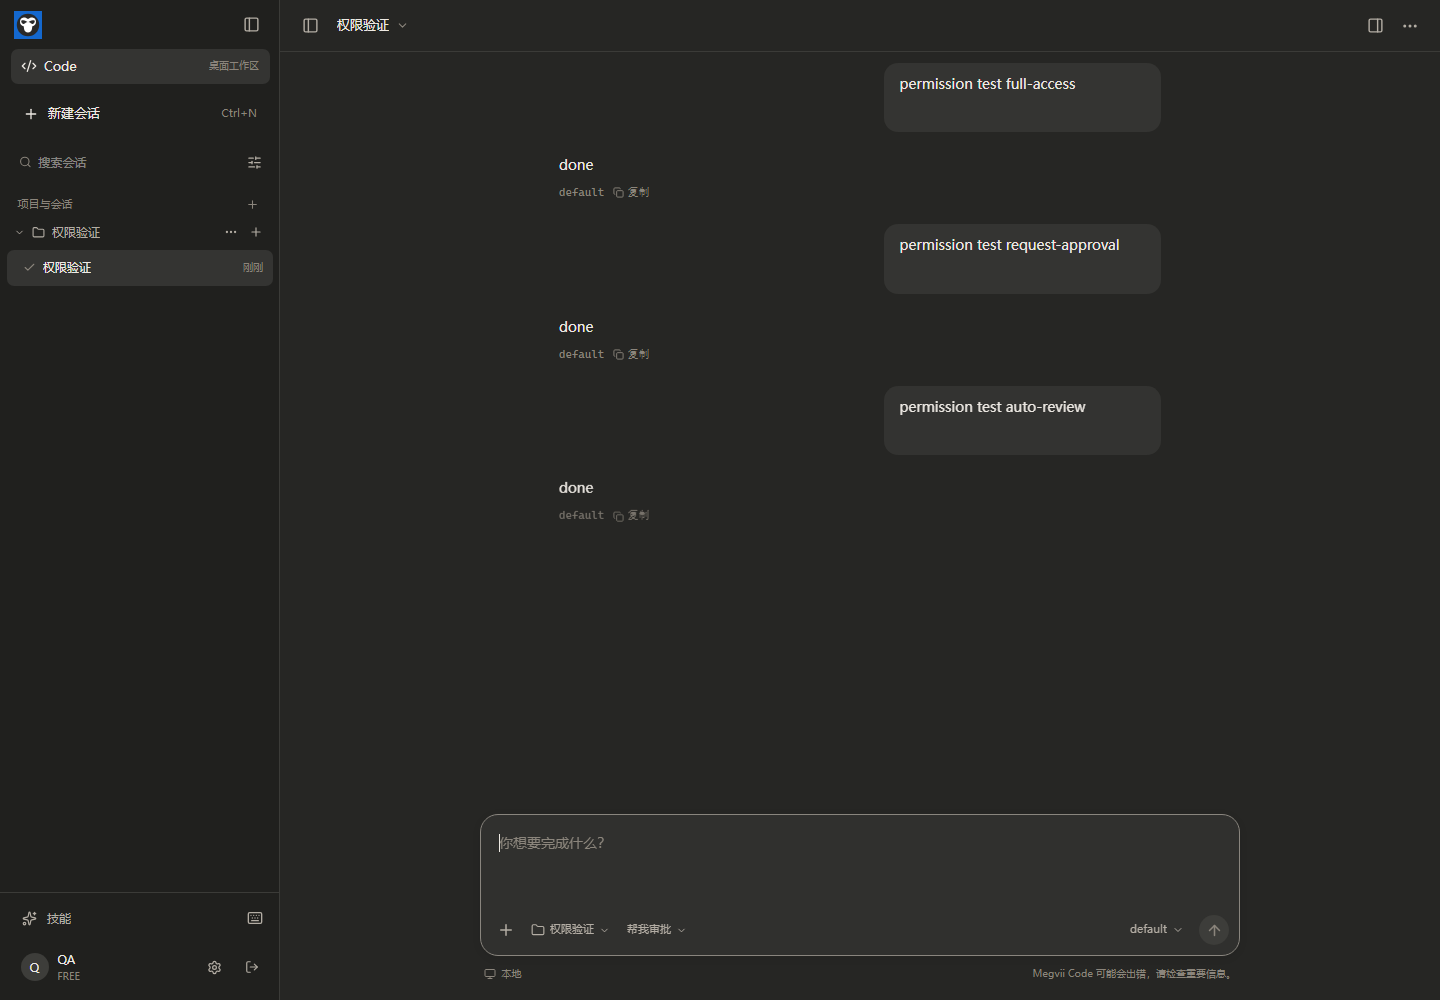 Code 桌面工作区
新建会话 Ctrl+N
搜索会话
项目与会话
权限验证
权限验证 刚刚
技能
Q
QA
FREE
权限验证
permission test full-access
done
default 复制
permission test request-approval
done
default 复制
permission test auto-review
done
default 复制
你想要完成什么？
权限验证 帮我审批 default
本地
Megvii Code 可能会出错，请检查重要信息。